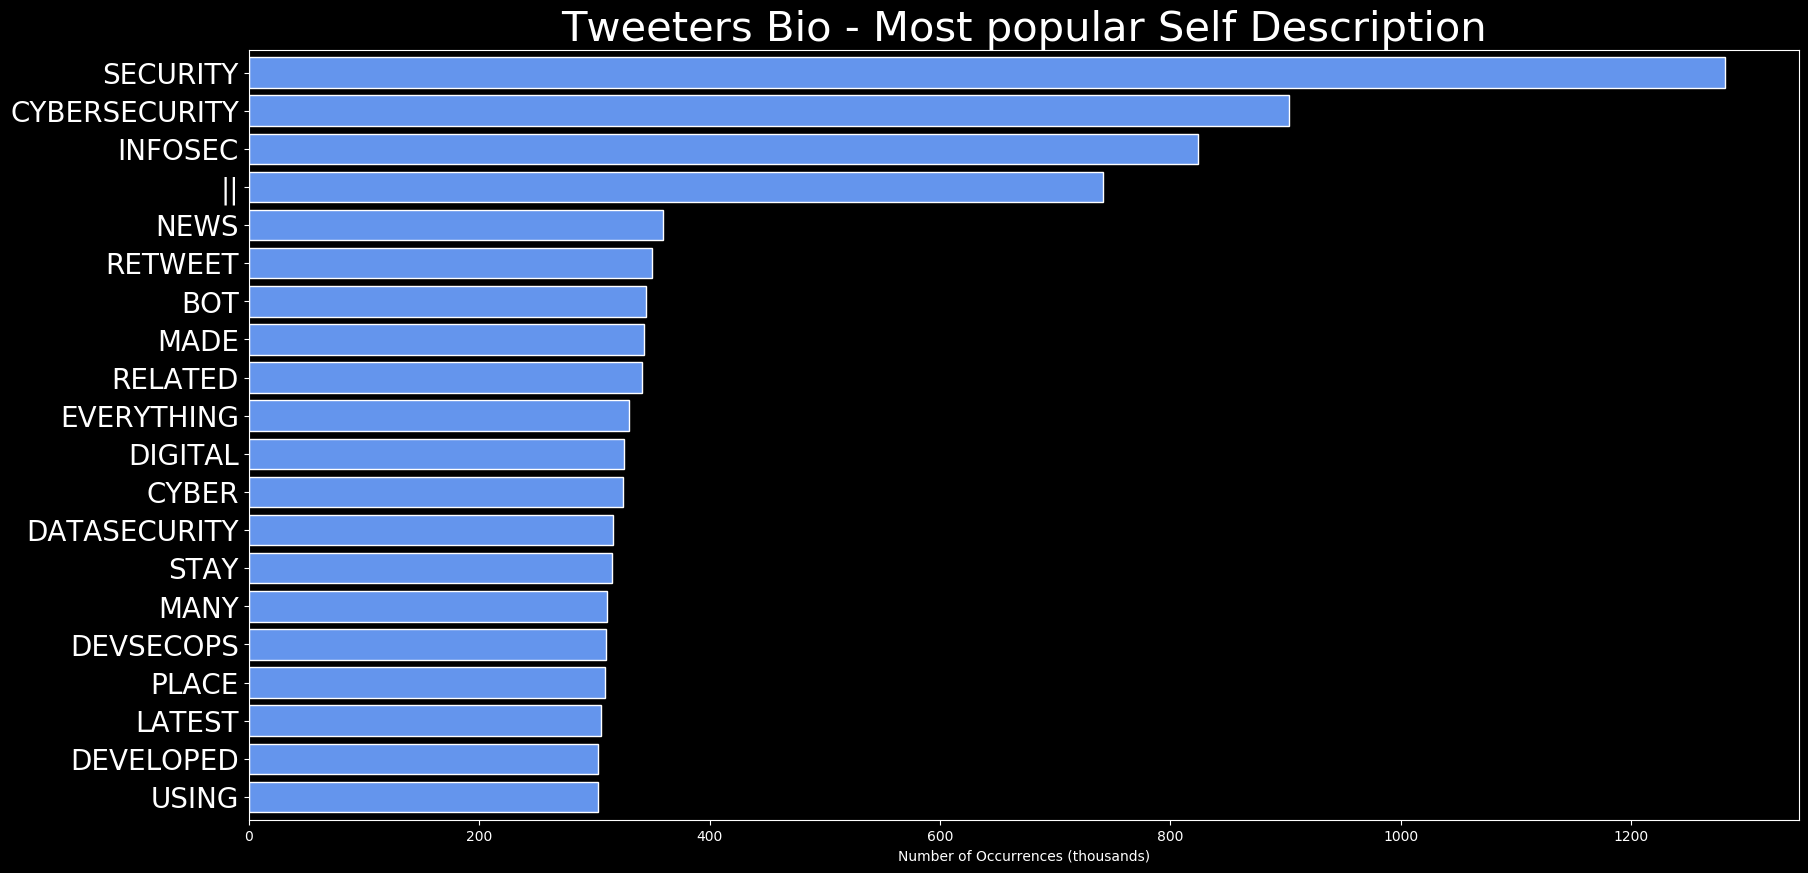 Tweeters Bio - Most popular Self Description
SECURITY
CYBERSECURITY
INFOSEC
||
NEWS
RETWEET
BOT
MADE
RELATED
EVERYTHING
DIGITAL
CYBER
DATASECURITY
STAY
MANY
DEVSECOPS
PLACE
LATEST
DEVELOPED
USING
0 200 400 600 800 1000 1200
Number of Occurrences (thousands)